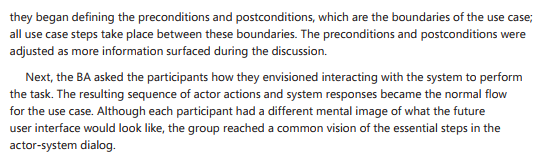 they began defining the preconditions and postconditions, which are the boundaries of the use case;
all use case steps take place between these boundaries. The preconditions and postconditions were
adjusted as more information surfaced during the discussion.
Next, the BA asked the participants how they envisioned interacting with the system to perform
the task. The resulting sequence of actor actions and system responses became the normal flow
for the use case. Although each participant had a different mental image of what the future
user interface would look like, the group reached a common vision of the essential steps in the
actor-system dialog.